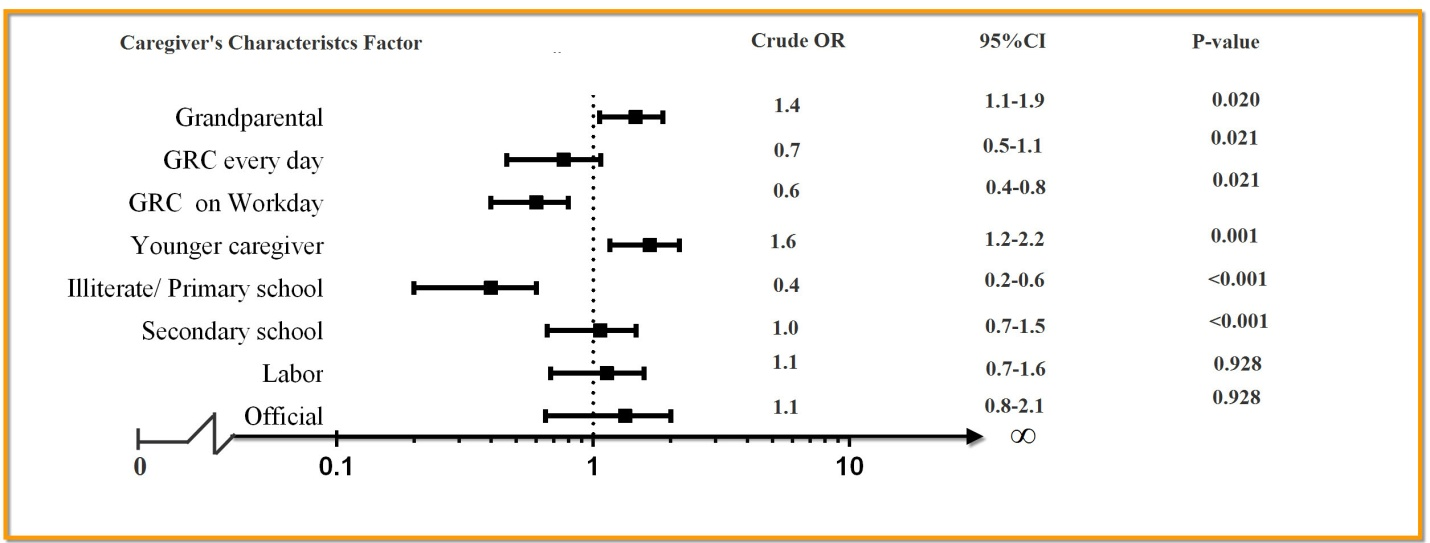 Caregiver's Characteristcs Factor Crude OR 95%CI P-value
Grandparental 1.4 1.1-1.9 0.020
GRC every day 0.7 0.5-1.1 0.021
GRC on Workday 0.6 0.4-0.8 0.021
Younger caregiver 1.6 1.2-2.2 0.001
Illiterate/ Primary school 0.4 0.2-0.6 <0.001
Secondary school 1.0 0.7-1.5 <0.001
Labor 1.1 0.7-1.6 0.928
Official 1.1 0.8-2.1 0.928
∞
0 0.1 1 10